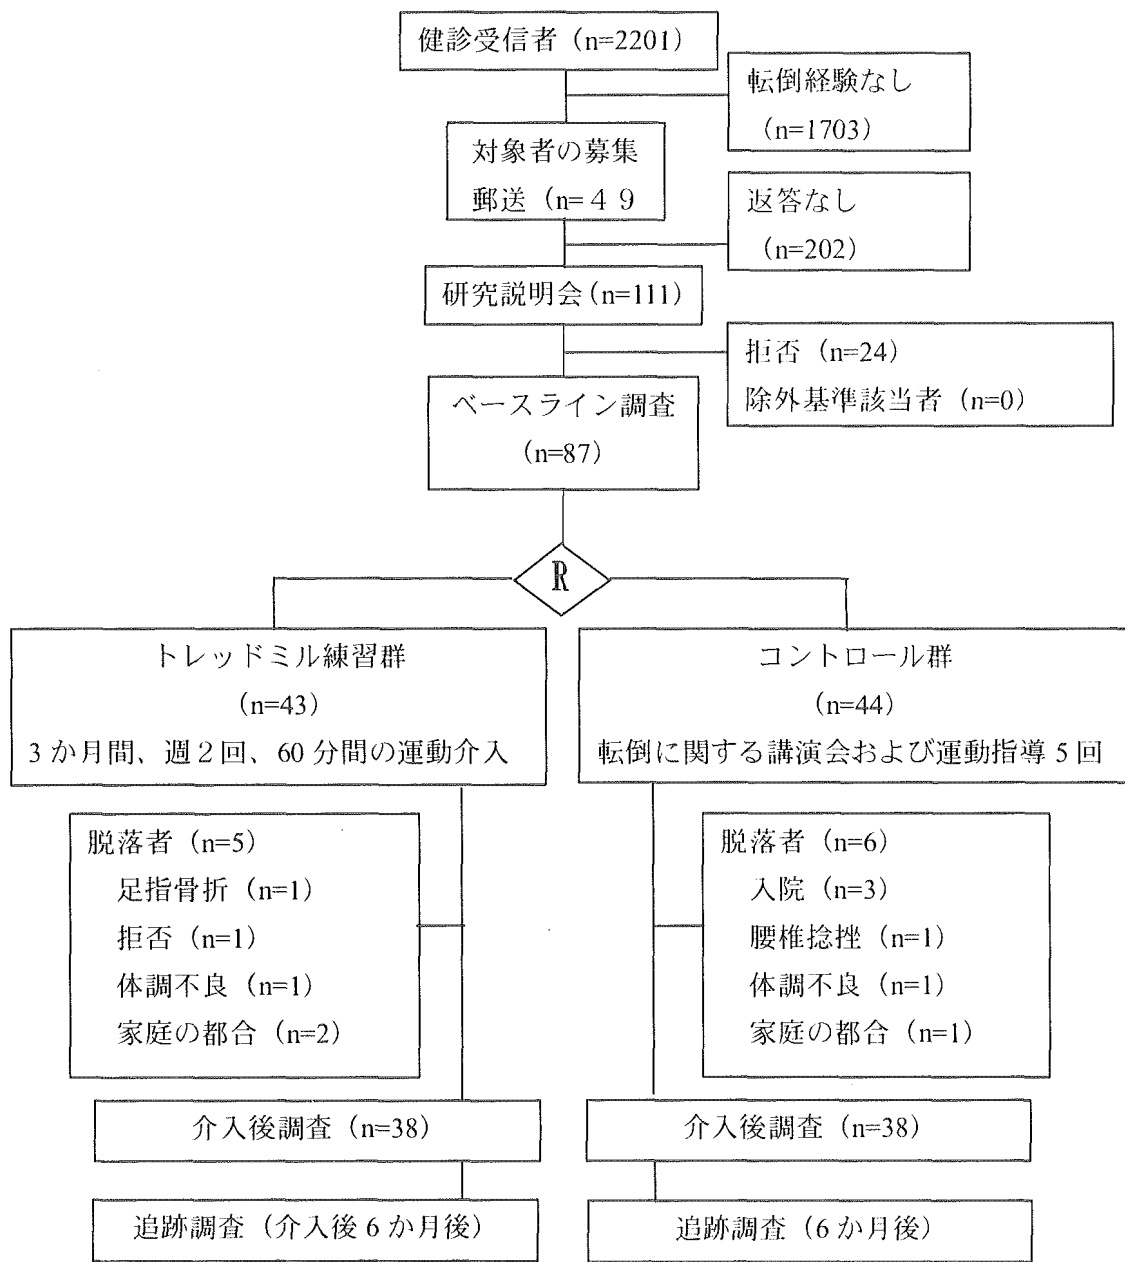 健診受信者（n=2201）
転倒経験なし
（n=1703）
対象者の募集
郵送（n=４９
返答なし
（n=202）
研究説明会（n=111）
拒否（n=24）
除外基準該当者（n=0）
ベースライン調査
（n=87）
R
トレッドミル練習群
（n=43）
3か月間、週２回、60分間の運動介入
コントロール群
（n=44）
転倒に関する講演会および運動指導5回
脱落者（n=5）
足指骨折（n=1）
拒否（n=1）
体調不良（n=1）
家庭の都合（n=2）
脱落者（n=6）
入院（n=3）
腰椎捻挫（n=1）
体調不良（n=1）
家庭の都合（n=1）
介入後調査（n=38）
介入後調査（n=38）
追跡調査（介入後6か月後）
追跡調査（6か月後）